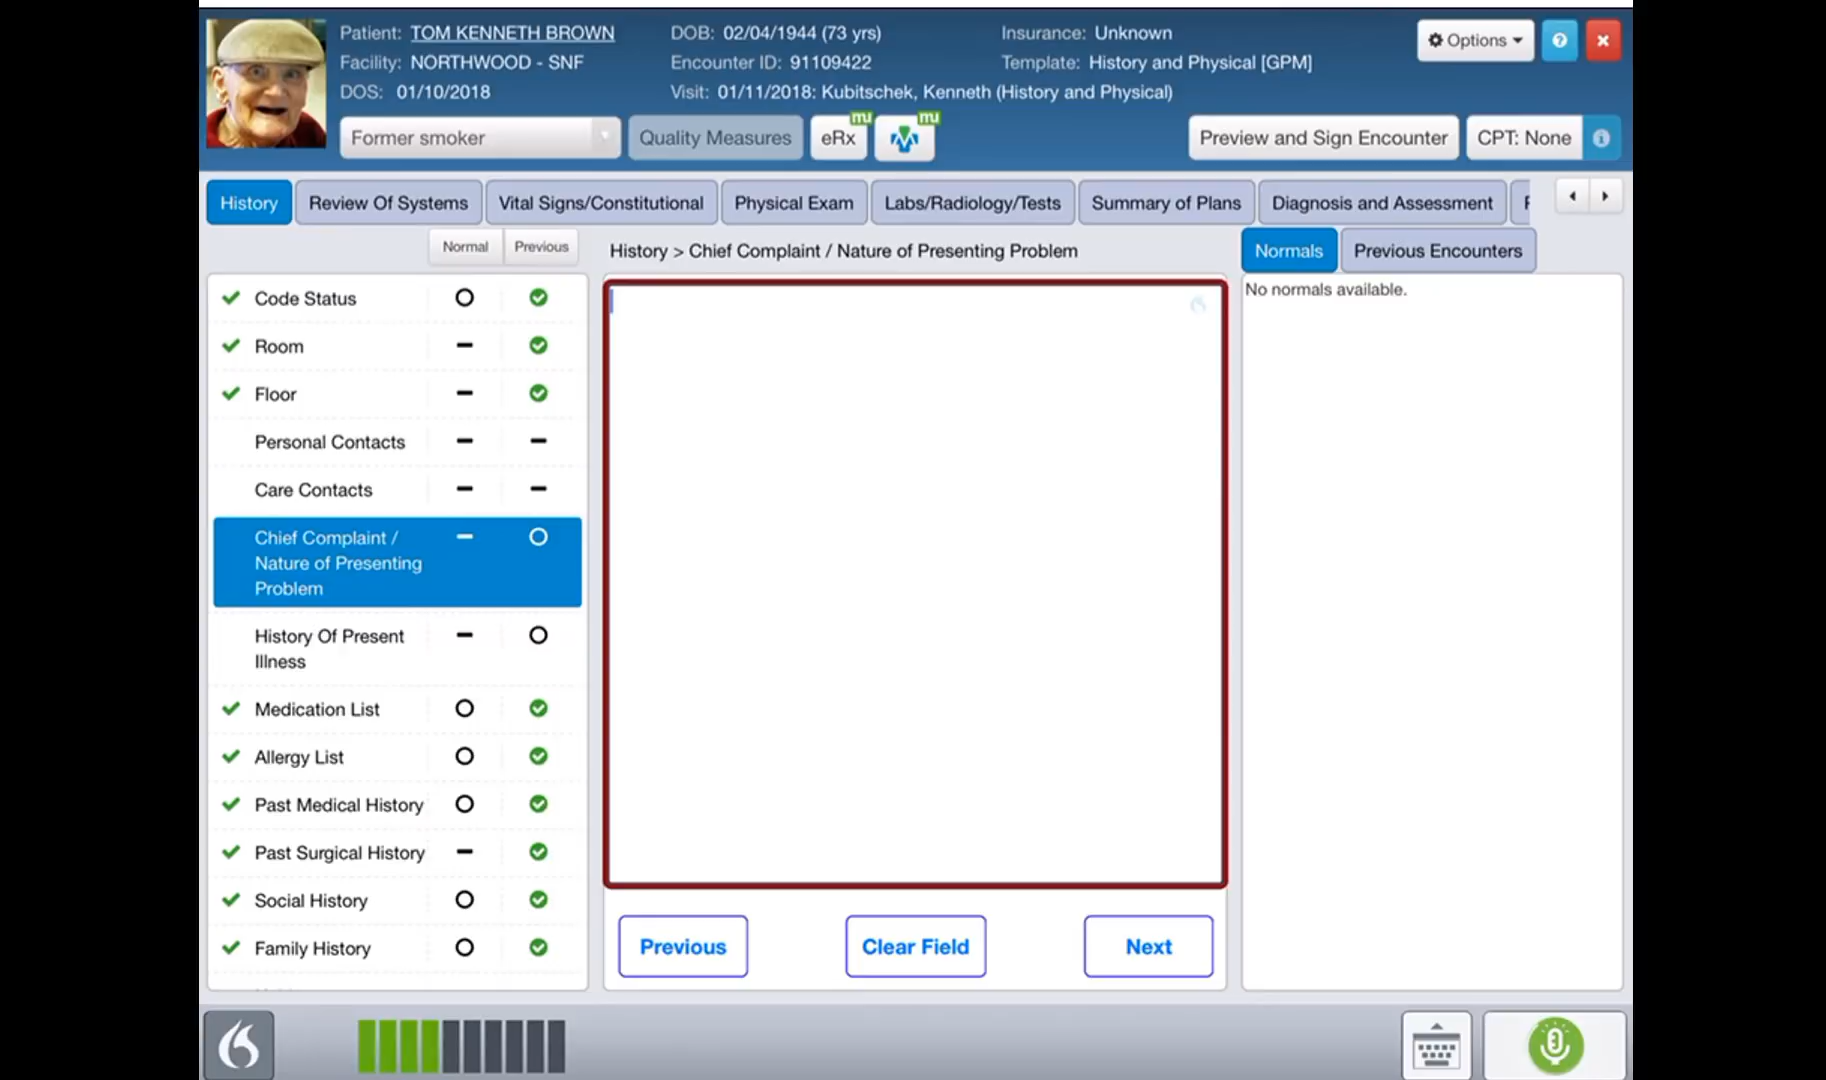 Patient: TOM KENNETH BROWN
DOB: 02/04/1944 (73 yrs)
Insurance: Unknown
Options
Facility: NORTHWOOD - SNF
Encounter ID: 91109422
Template: History and Physical [GPM]
DOS: 01/10/2018
Visit: 01/11/2018: Kubitschek, Kenneth (History and Physical)
Former smoker
Quality Measures
eRx
mu
mu
Preview and Sign Encounter
CPT: None
History
Review Of Systems
Vital Signs/Constitutional
Physical Exam
Labs/Radiology/Tests
Summary of Plans
Diagnosis and Assessment
Normal
Previous
History > Chief Complaint / Nature of Presenting Problem
Normals
Previous Encounters
Code Status
Room
Floor
Personal Contacts
Care Contacts
Chief Complaint /
Nature of Presenting
Problem
History Of Present
Illness
Medication List
Allergy List
Past Medical History
Past Surgical History
Social History
Family History
No normals available.
Previous
Clear Field
Next